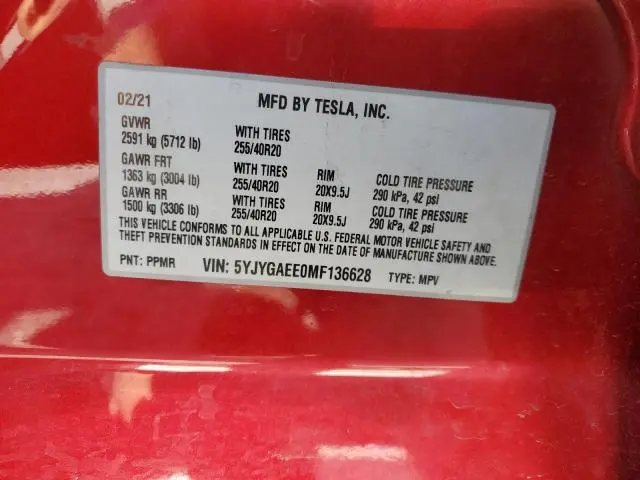 02/21 MFD BY TESLA, INC.
GVWR
2591 kg (5712 lb) WITH TIRES 255/40R20
GAWR FRT
1363 kg (3004 lb) WITH TIRES 255/40R20 RIM 20X9.5J COLD TIRE PRESSURE 290 kPa, 42 psi
GAWR RR
1500 kg (3306 lb) WITH TIRES 255/40R20 RIM 20X9.5J COLD TIRE PRESSURE 290 kPa, 42 psi
THIS VEHICLE CONFORMS TO ALL APPLICABLE U.S. FEDERAL MOTOR VEHICLE SAFETY AND
THEFT PREVENTION STANDARDS IN EFFECT ON THE DATE OF MANUFACTURE SHOWN ABOVE.
PNT: PPMR VIN: 5YJYGAEE0MF136628 TYPE: MPV